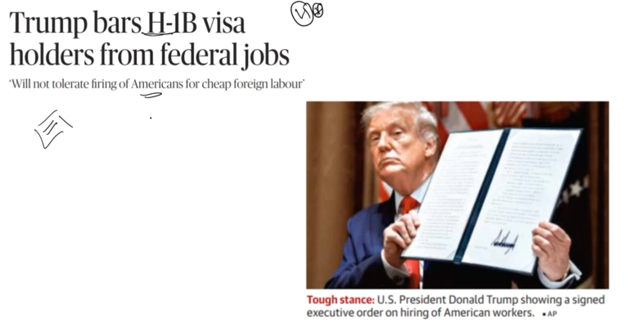 Trump bars H-1B visa
holders from federal jobs
‘Will not tolerate firing of Americans for cheap foreign labour’
Tough stance: U.S. President Donald Trump showing a signed
executive order on hiring of American workers. ▪ AP